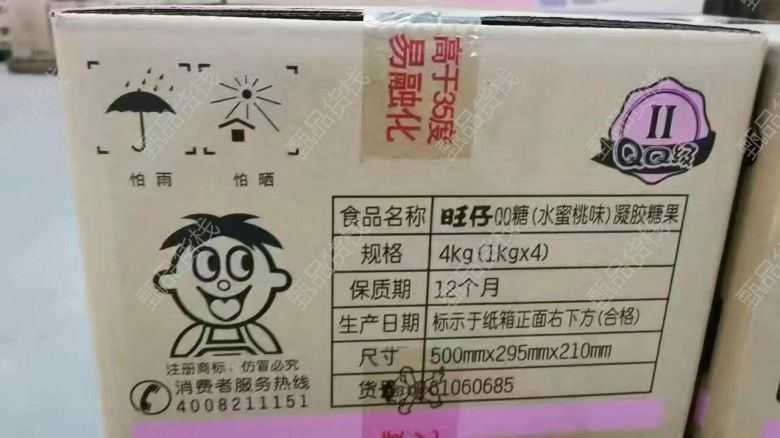 高于35度
易融化
II
QQ糖
怕雨
怕晒
食品名称 旺仔QQ糖(水蜜桃味)凝胶糖果
规格 4kg(1kgx4)
保质期 12个月
生产日期 标示于纸箱正面右下方(合格)
尺寸 500mmx295mmx210mm
货号 61060685
注册商标、仿冒必究
消费者服务热线
4008211151
甄品货栈